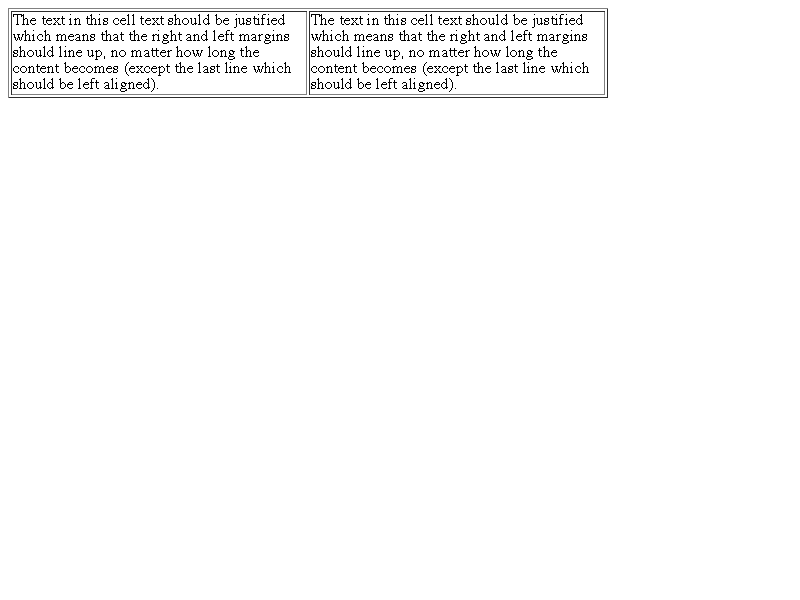 The text in this cell text should be justified
which means that the right and left margins
should line up, no matter how long the
content becomes (except the last line which
should be left aligned).
The text in this cell text should be justified
which means that the right and left margins
should line up, no matter how long the
content becomes (except the last line which
should be left aligned).